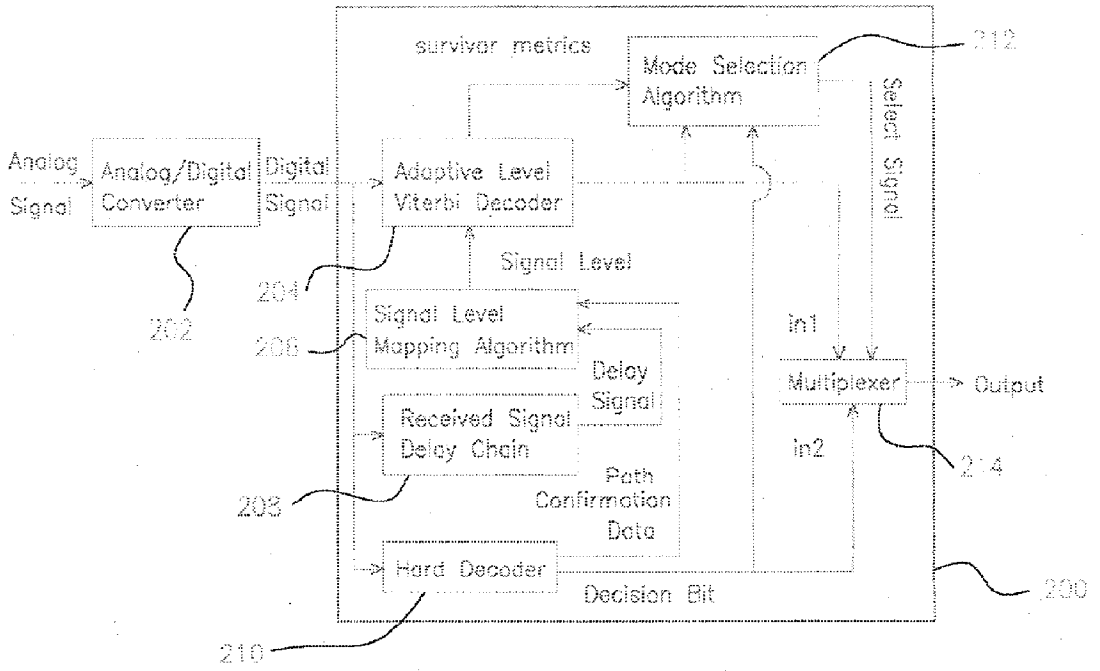 survivor metrics
212
Mode Selection
Algorithm
Select Signal
Analog
Signal
Analog/Digital
Converter
Digital
Signal
Adaptive Level
Viterbi Decoder
202
204
Signal Level
Signal Level
Mapping Algorithm
206
in1
Delay
Signal
Multiplexer
Output
Received Signal
Delay Chain
in2
214
208
Path
Confirmation
Data
Hard Decoder
Decision Bit
200
210